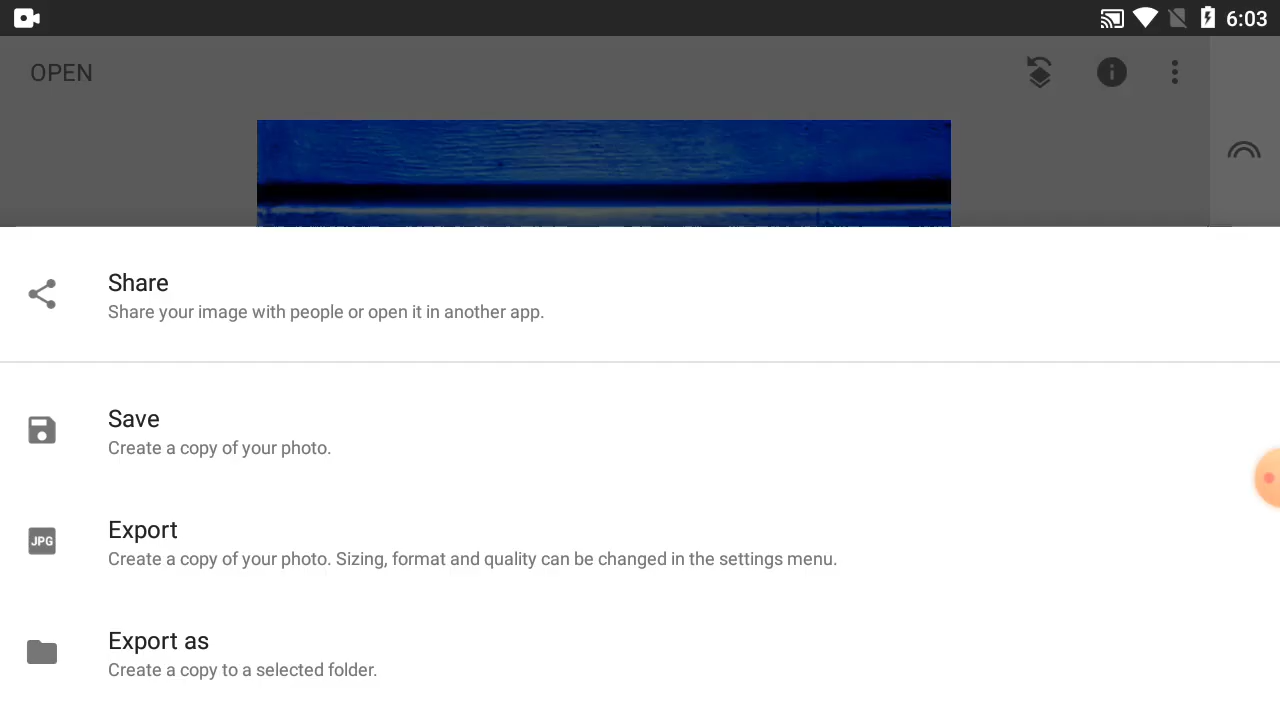 6:03
OPEN
Share
Share your image with people or open it in another app.
Save
Create a copy of your photo.
JPG
Export
Create a copy of your photo. Sizing, format and quality can be changed in the settings menu.
Export as
Create a copy to a selected folder.